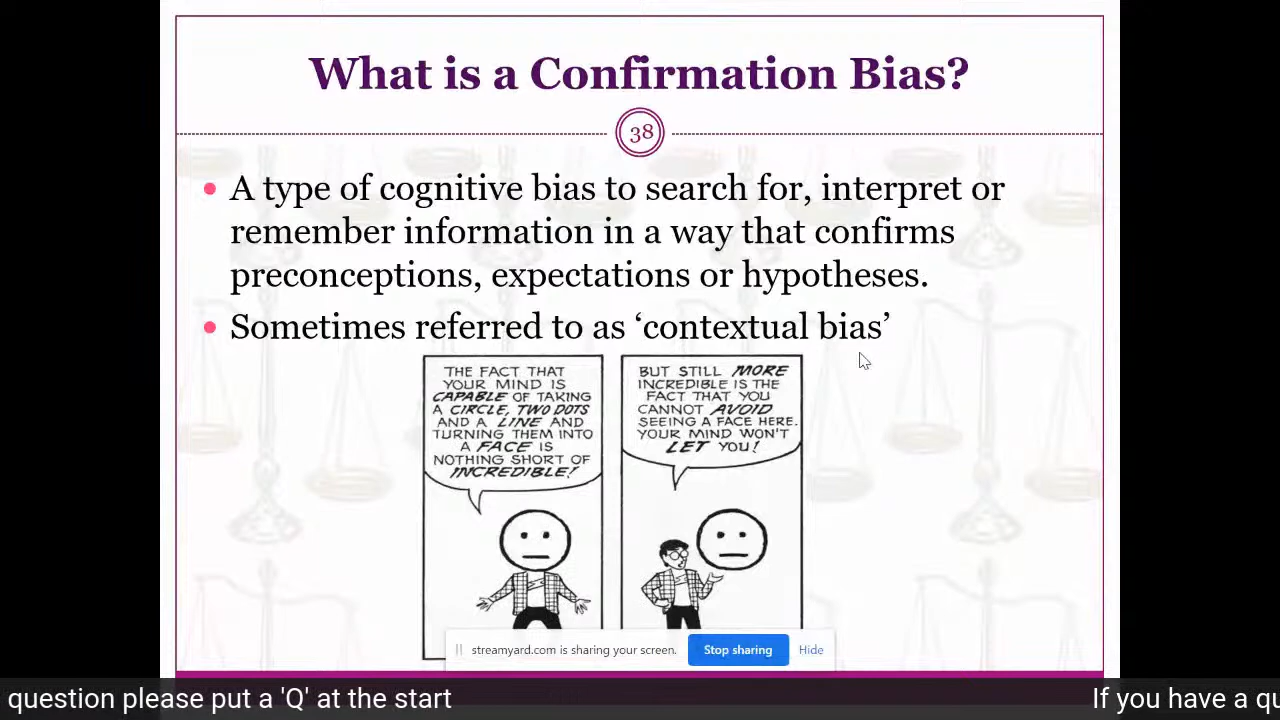 What is a Confirmation Bias?
38
• A type of cognitive bias to search for, interpret or
remember information in a way that confirms
preconceptions, expectations or hypotheses.
• Sometimes referred to as ‘contextual bias’
THE FACT THAT
YOUR MIND IS
CAPABLE OF TAKING
A CIRCLE, TWO DOTS
AND A LINE AND
TURNING THEM INTO
A FACE IS
NOTHING SHORT OF
INCREDIBLE!
BUT STILL MORE
INCREDIBLE IS THE
FACT THAT YOU
CANNOT AVOID
SEEING A FACE HERE.
YOUR MIND WON'T
LET YOU!
streamyard.com is sharing your screen.
Stop sharing
Hide
question please put a 'Q' at the start
If you have a qu